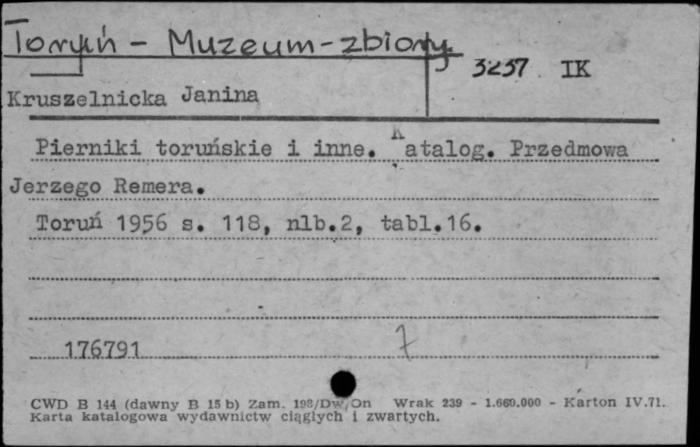 Toruń - Muzeum - zbiory
3237 IK
Kruszelnicka Janina
Pierniki toruńskie i inne. Katalog. Przedmowa
Jerzego Remera.
Toruń 1956 s. 118, nlb.2, tabl.16.
176791 7
CWD B 144 (dawny B 15 b) Zam. 198/Dw/On Wrak 239 - 1.660.000 - Karton IV.71.
Karta katalogowa wydawnictw ciągłych i zwartych.